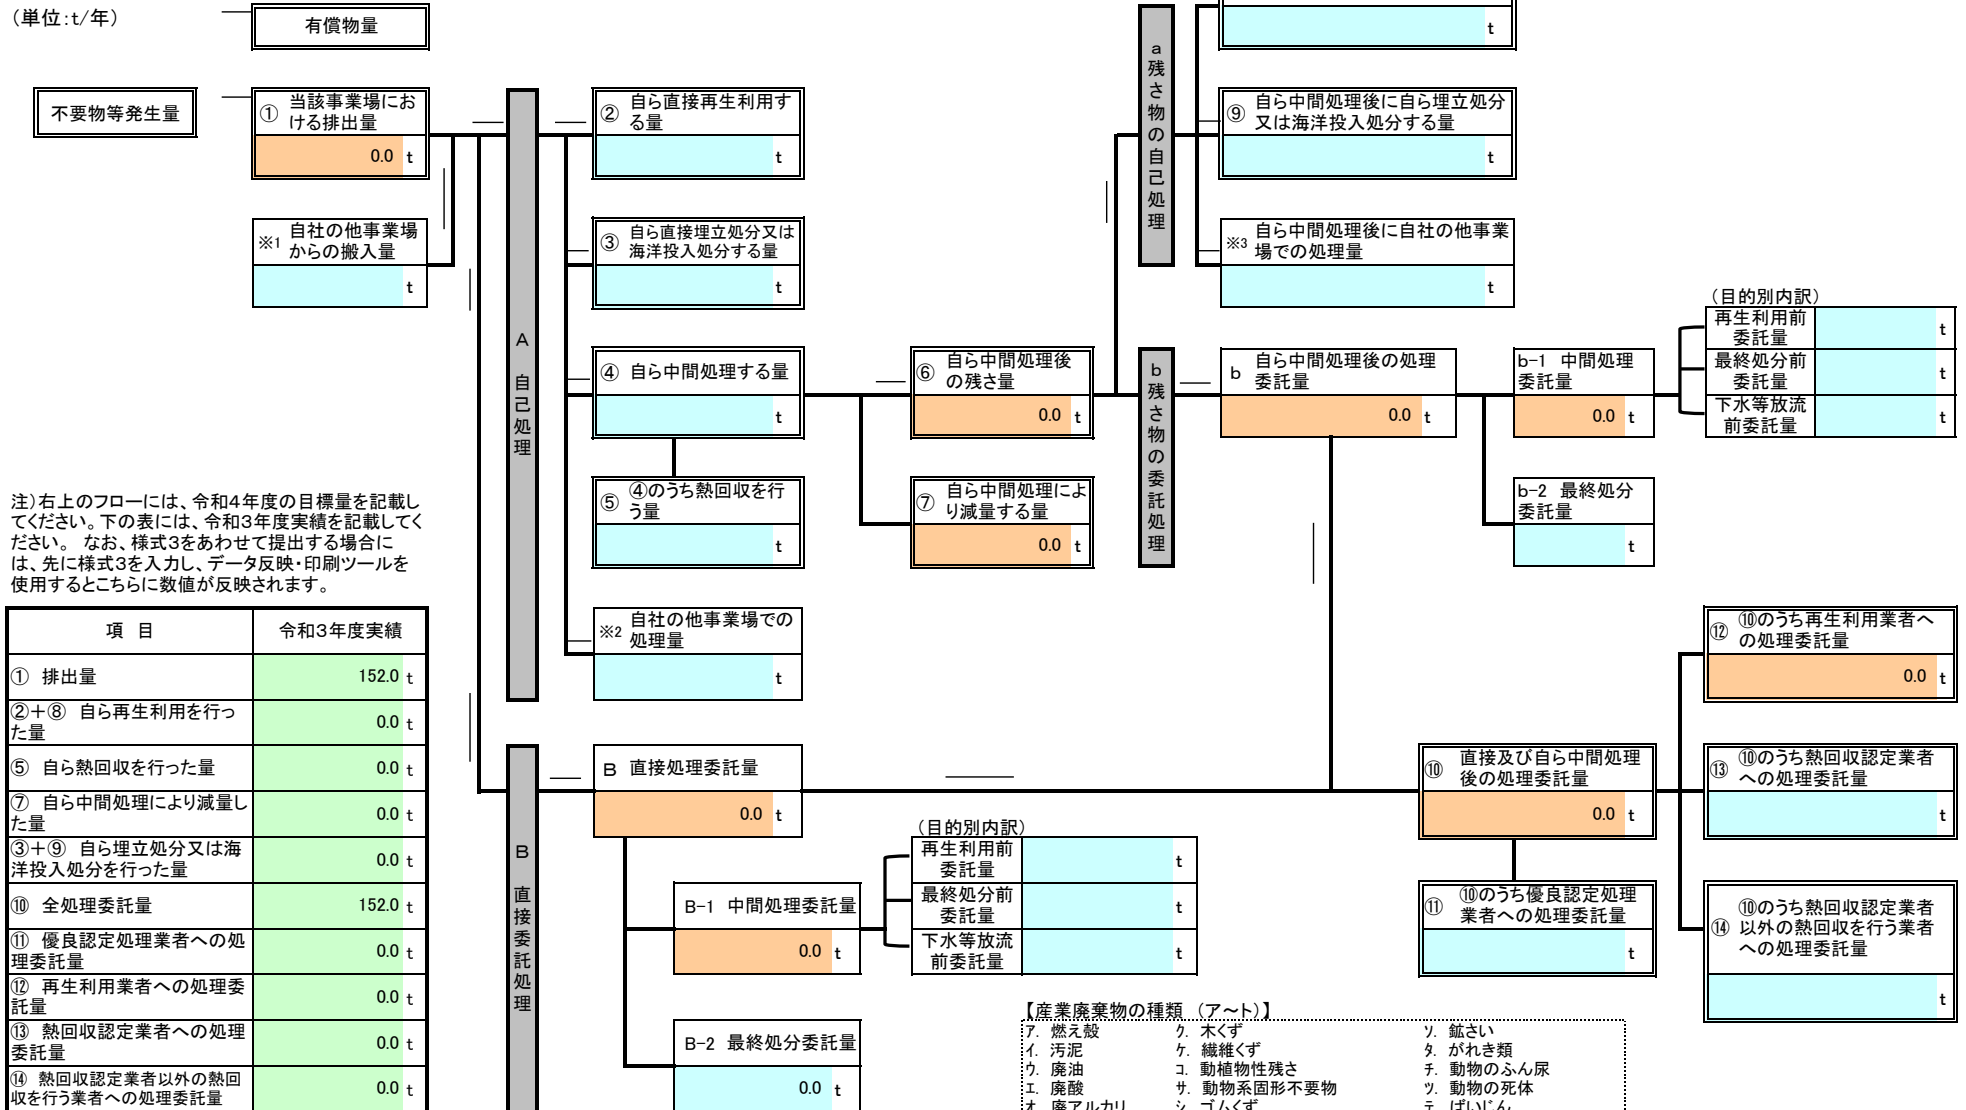 （単位：t/年）
有償物量
t
不要物等発生量
① 当該事業場にお
ける排出量
0.0 t
※1 自社の他事業場
からの搬入量
t
A 自己処理
② 自ら直接再生利用す
る量
t
③ 自ら直接埋立処分又は
海洋投入処分する量
t
④ 自ら中間処理する量
t
⑤ ④のうち熱回収を行
う量
t
※2 自社の他事業場での
処理量
t
⑥ 自ら中間処理後
の残さ量
0.0 t
⑦ 自ら中間処理によ
り減量する量
0.0 t
a 残さ物の自己処理
⑨ 自ら中間処理後に自ら埋立処分
又は海洋投入処分する量
t
※3 自ら中間処理後に自社の他事業
場での処理量
t
b 残さ物の委託処理
b 自ら中間処理後の処理
委託量
0.0 t
b-1 中間処理
委託量
0.0 t
b-2 最終処分
委託量
t
（目的別内訳）
再生利用前
委託量 t
最終処分前
委託量 t
下水等放流
前委託量 t
注）右上のフローには、令和4年度の目標量を記載し
てください。下の表には、令和3年度実績を記載してく
ださい。 なお、様式3をあわせて提出する場合に
は、先に様式3を入力し、データ反映・印刷ツールを
使用するとこちらに数値が反映されます。
項 目 令和3年度実績
① 排出量 152.0 t
②＋⑧ 自ら再生利用を行っ
た量 0.0 t
⑤ 自ら熱回収を行った量 0.0 t
⑦ 自ら中間処理により減量し
た量 0.0 t
③＋⑨ 自ら埋立処分又は海
洋投入処分を行った量 0.0 t
⑩ 全処理委託量 152.0 t
⑪ 優良認定処理業者への処
理委託量 0.0 t
⑫ 再生利用業者への処理委
託量 0.0 t
⑬ 熱回収認定業者への処理
委託量 0.0 t
⑭ 熱回収認定業者以外の熱回
収を行う業者への処理委託量 0.0 t
B 直接委託処理
B 直接処理委託量
0.0 t
B-1 中間処理委託量
0.0 t
B-2 最終処分委託量
0.0 t
（目的別内訳）
再生利用前
委託量 t
最終処分前
委託量 t
下水等放流
前委託量 t
⑩ 直接及び自ら中間処理
後の処理委託量
0.0 t
⑪ ⑩のうち優良認定処理
業者への処理委託量
t
⑫ ⑩のうち再生利用業者へ
の処理委託量
0.0 t
⑬ ⑩のうち熱回収認定業者
への処理委託量
t
⑭ ⑩のうち熱回収認定業者
以外の熱回収を行う業者
への処理委託量
t
【産業廃棄物の種類 （ア～ト）】
ｱ. 燃え殻 ｸ. 木くず ｿ. 鉱さい
ｲ. 汚泥 ｹ. 繊維くず ﾀ. がれき類
ｳ. 廃油 ｺ. 動植物性残さ ﾁ. 動物のふん尿
ｴ. 廃酸 ｻ. 動物系固形不要物 ﾂ. 動物の死体
ｵ. 廃アルカリ ｼ. ゴムくず ﾃ. ばいじん